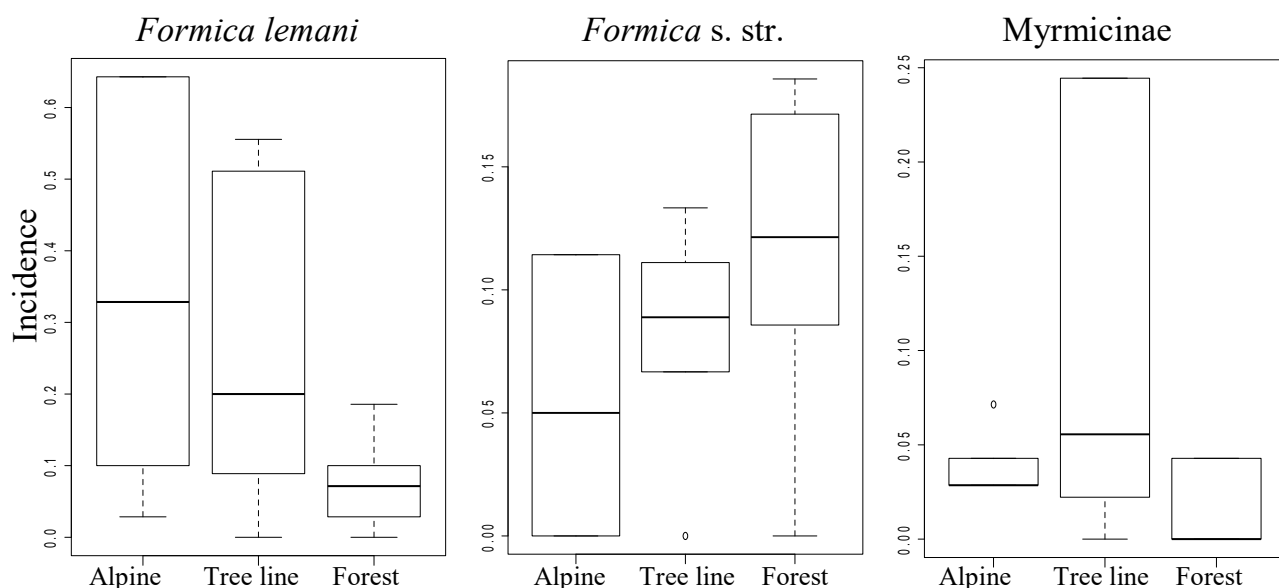 Formica lemani
Formica s. str.
Myrmicinae
Incidence
0.6
0.5
0.4
0.3
0.2
0.1
0.0
0.15
0.10
0.05
0.00
0.25
0.20
0.15
0.10
0.05
0.00
Alpine Tree line Forest
Alpine Tree line Forest
Alpine Tree line Forest